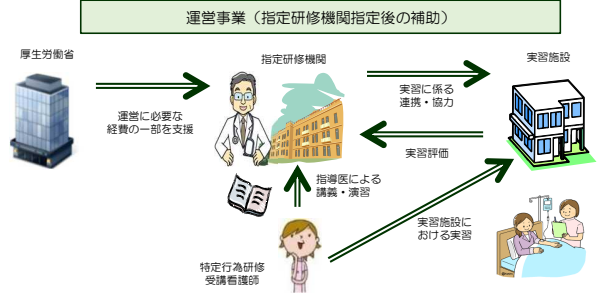 運営事業（指定研修機関指定後の補助）
厚生労働省
指定研修機関
実習施設
運営に必要な
経費の一部を支援
実習に係る
連携・協力
実習評価
指導医による
講義・演習
実習施設に
おける実習
特定行為研修
受講看護師